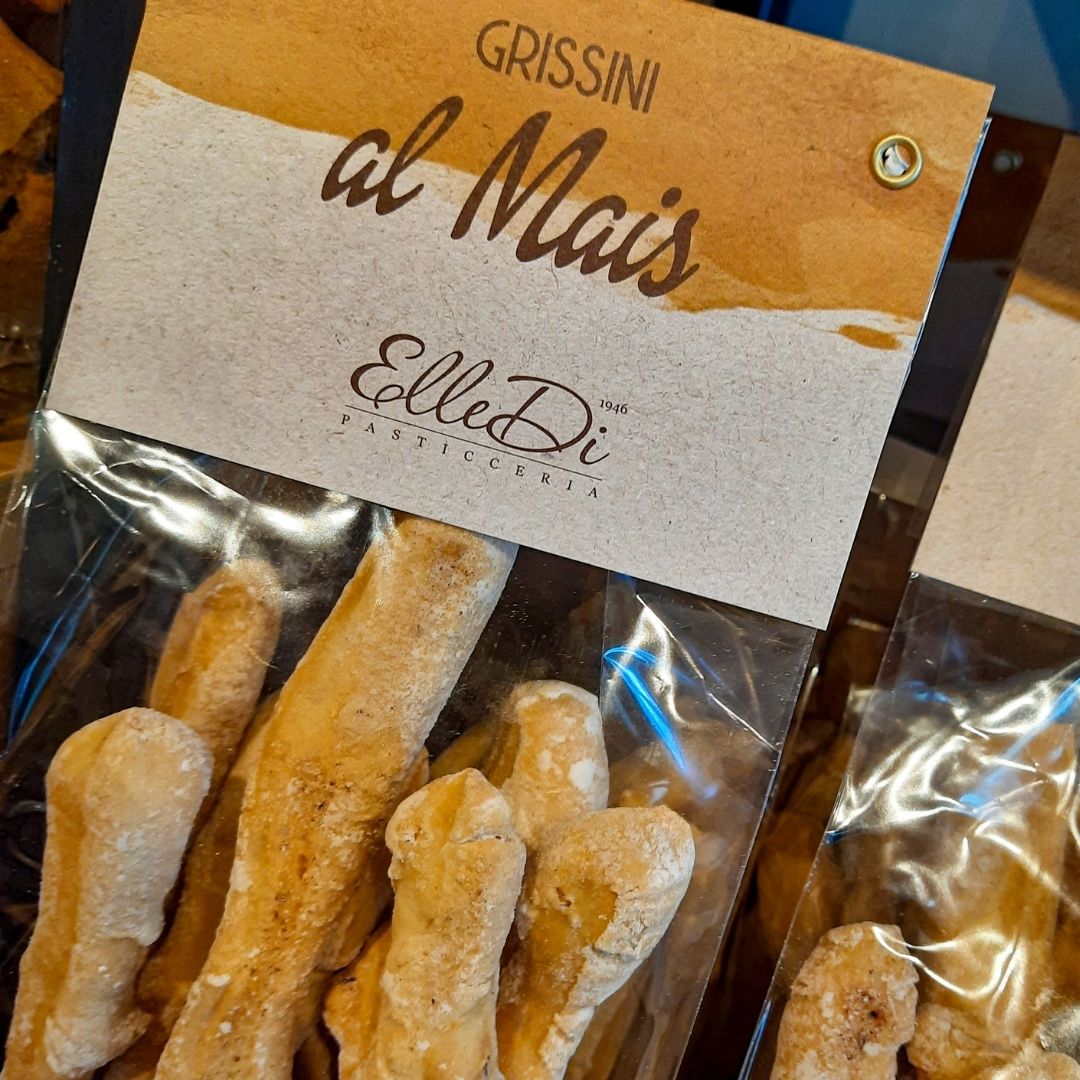 GRISSINI
al Mais
ElleDi 1946
PASTICCERIA